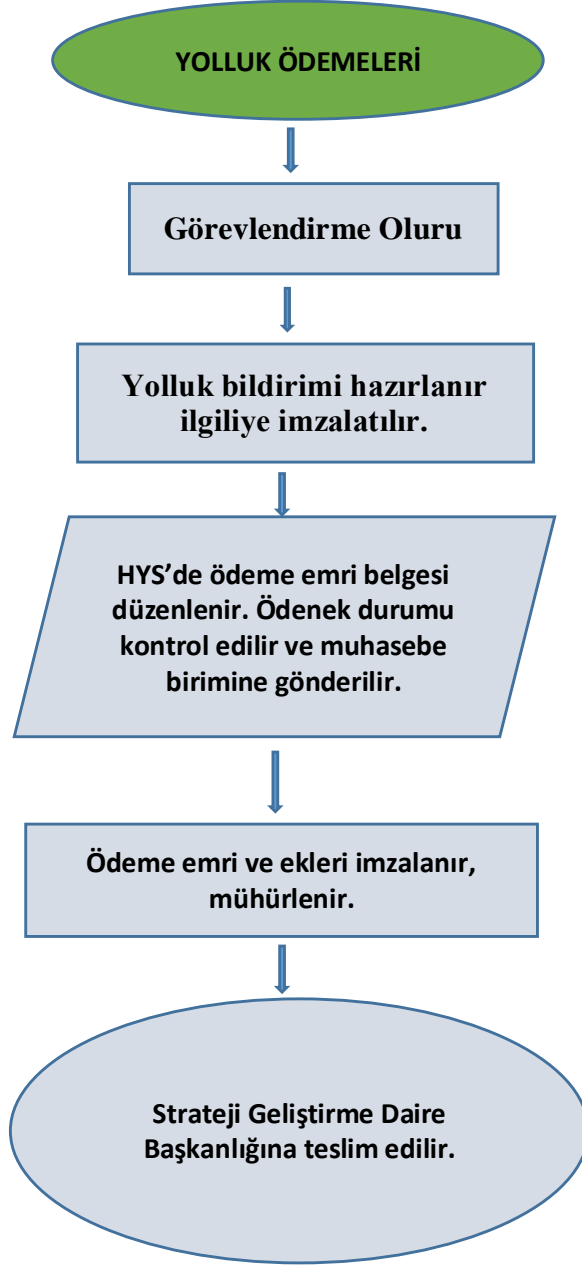 YOLLUK ÖDEMELERİ
Görevlendirme Oluru
Yolluk bildirimi hazırlanır
ilgiliye imzalatılır.
HYS’de ödeme emri belgesi
düzenlenir. Ödenek durumu
kontrol edilir ve muhasebe
birimine gönderilir.
Ödeme emri ve ekleri imzalanır,
mühürlenir.
Strateji Geliştirme Daire
Başkanlığına teslim edilir.